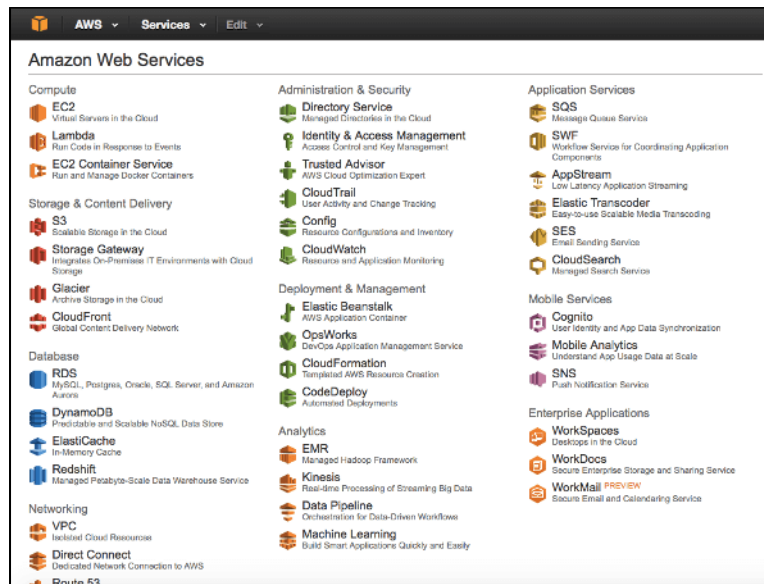 AWS Services Edit
Amazon Web Services
Compute
EC2
Virtual Servers in the Cloud
Lambda
Run Code in Response to Events
EC2 Container Service
Run and Manage Docker Containers
Storage & Content Delivery
S3
Scalable Storage in the Cloud
Storage Gateway
Integrates On-Premises IT Environments with Cloud
Storage
Glacier
Archive Storage in the Cloud
CloudFront
Global Content Delivery Network
Database
RDS
MySQL, Postgres, Oracle, SQL Server, and Amazon
Aurora
DynamoDB
Predictable and Scalable NoSQL Data Store
ElastiCache
In-Memory Cache
Redshift
Managed Petabyte-Scale Data Warehouse Service
Networking
VPC
Isolated Cloud Resources
Direct Connect
Dedicated Network Connection to AWS
Route 53
Administration & Security
Directory Service
Managed Directories in the Cloud
Identity & Access Management
Access Control and Key Management
Trusted Advisor
AWS Cloud Optimization Expert
CloudTrail
User Activity and Change Tracking
Config
Resource Configurations and Inventory
CloudWatch
Resource and Application Monitoring
Deployment & Management
Elastic Beanstalk
AWS Application Container
OpsWorks
DevOps Application Management Service
CloudFormation
Templated AWS Resource Creation
CodeDeploy
Automated Deployments
Analytics
EMR
Managed Hadoop Framework
Kinesis
Real-time Processing of Streaming Big Data
Data Pipeline
Orchestration for Data-Driven Workflows
Machine Learning
Build Smart Applications Quickly and Easily
Application Services
SQS
Message Queue Service
SWF
Workflow Service for Coordinating Application
Components
AppStream
Low Latency Application Streaming
Elastic Transcoder
Easy-to-use Scalable Media Transcoding
SES
Email Sending Service
CloudSearch
Managed Search Service
Mobile Services
Cognito
User Identity and App Data Synchronization
Mobile Analytics
Understand App Usage Data at Scale
SNS
Push Notification Service
Enterprise Applications
WorkSpaces
Desktops in the Cloud
WorkDocs
Secure Enterprise Storage and Sharing Service
WorkMail PREVIEW
Secure Email and Calendaring Service